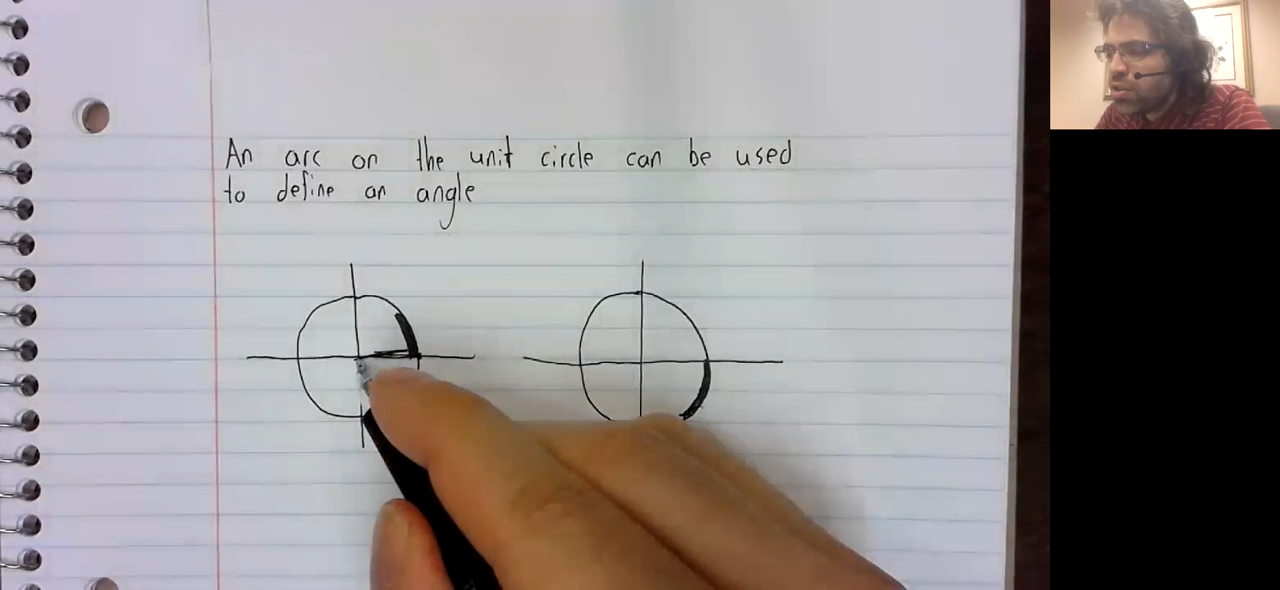 An arc on the unit circle can be used
to define an angle